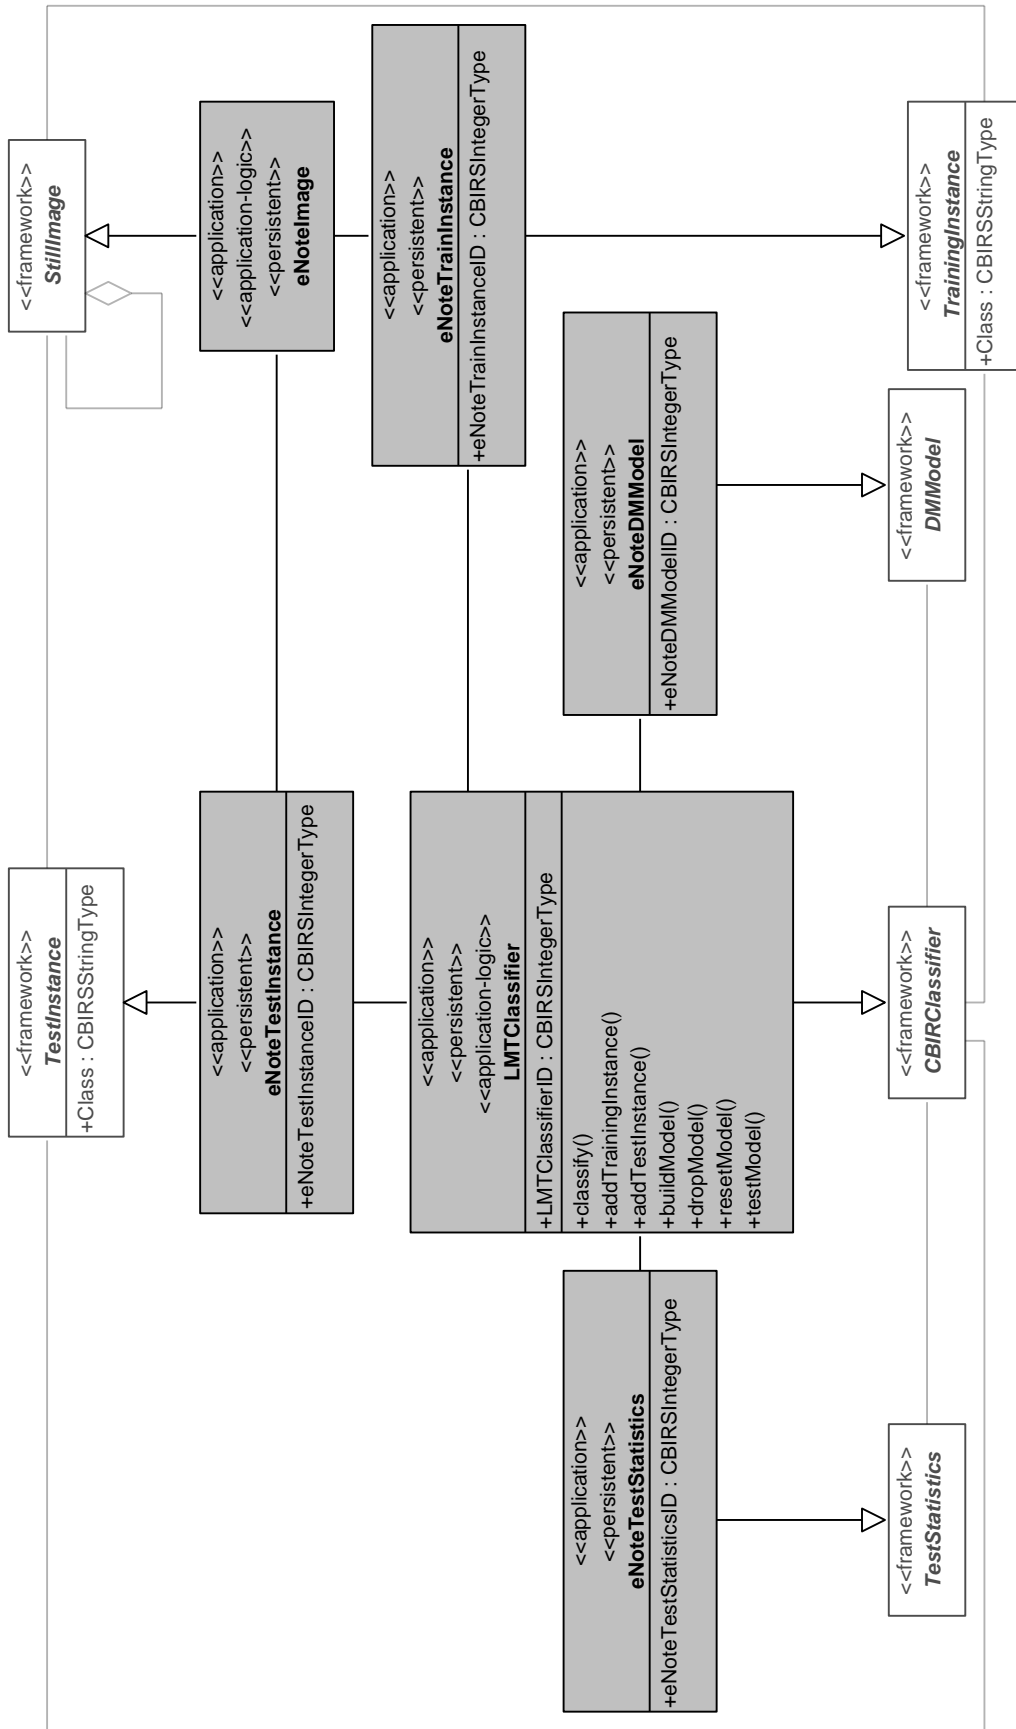 <<framework>>
TestInstance
+Class : CBIRSStringType
<<framework>>
StillImage
<<application>>
<<persistent>>
eNoteTestInstance
+eNoteTestInstanceID : CBIRSIntegerType
<<application>>
<<application-logic>>
<<persistent>>
eNoteImage
<<application>>
<<persistent>>
eNoteTrainInstance
+eNoteTrainInstanceID : CBIRSIntegerType
<<application>>
<<persistent>>
<<application-logic>>
LMTClassifier
+LMTClassifierID : CBIRSIntegerType
+classify()
+addTrainingInstance()
+addTestInstance()
+buildModel()
+dropModel()
+resetModel()
+testModel()
<<application>>
<<persistent>>
eNoteTestStatistics
+eNoteTestStatisticsID : CBIRSIntegerType
<<application>>
<<persistent>>
eNoteDMModel
+eNoteDMModelID : CBIRSIntegerType
<<framework>>
TestStatistics
<<framework>>
CBIRClassifier
<<framework>>
DMModel
<<framework>>
TrainingInstance
+Class : CBIRSStringType